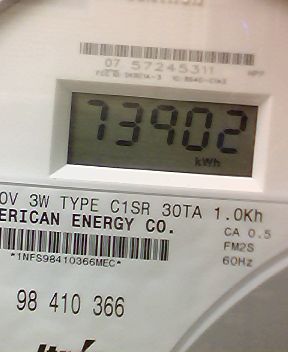 07 57245311
73902
kWh
0V 3W TYPE C1SR 30TA 1.0Kh
ERICAN ENERGY CO.
CA 0.5
FM2S
*1NFS98410366MEC*
60Hz
98 410 366